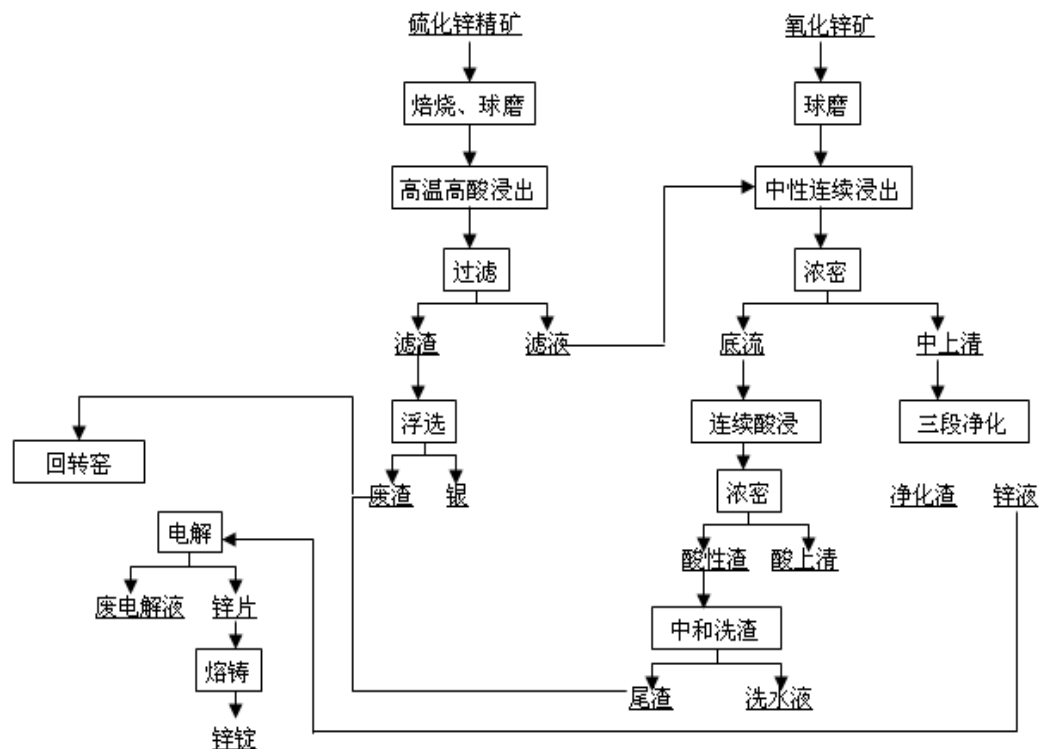 硫化锌精矿
氧化锌矿
焙烧、球磨
球磨
高温高酸浸出
中性连续浸出
过滤
浓密
滤渣
滤液
底流
中上清
浮选
连续酸浸
三段净化
回转窑
废渣
银
浓密
净化渣
锌液
电解
酸性渣
酸上清
废电解液
锌片
中和洗渣
熔铸
尾渣
洗水液
锌锭